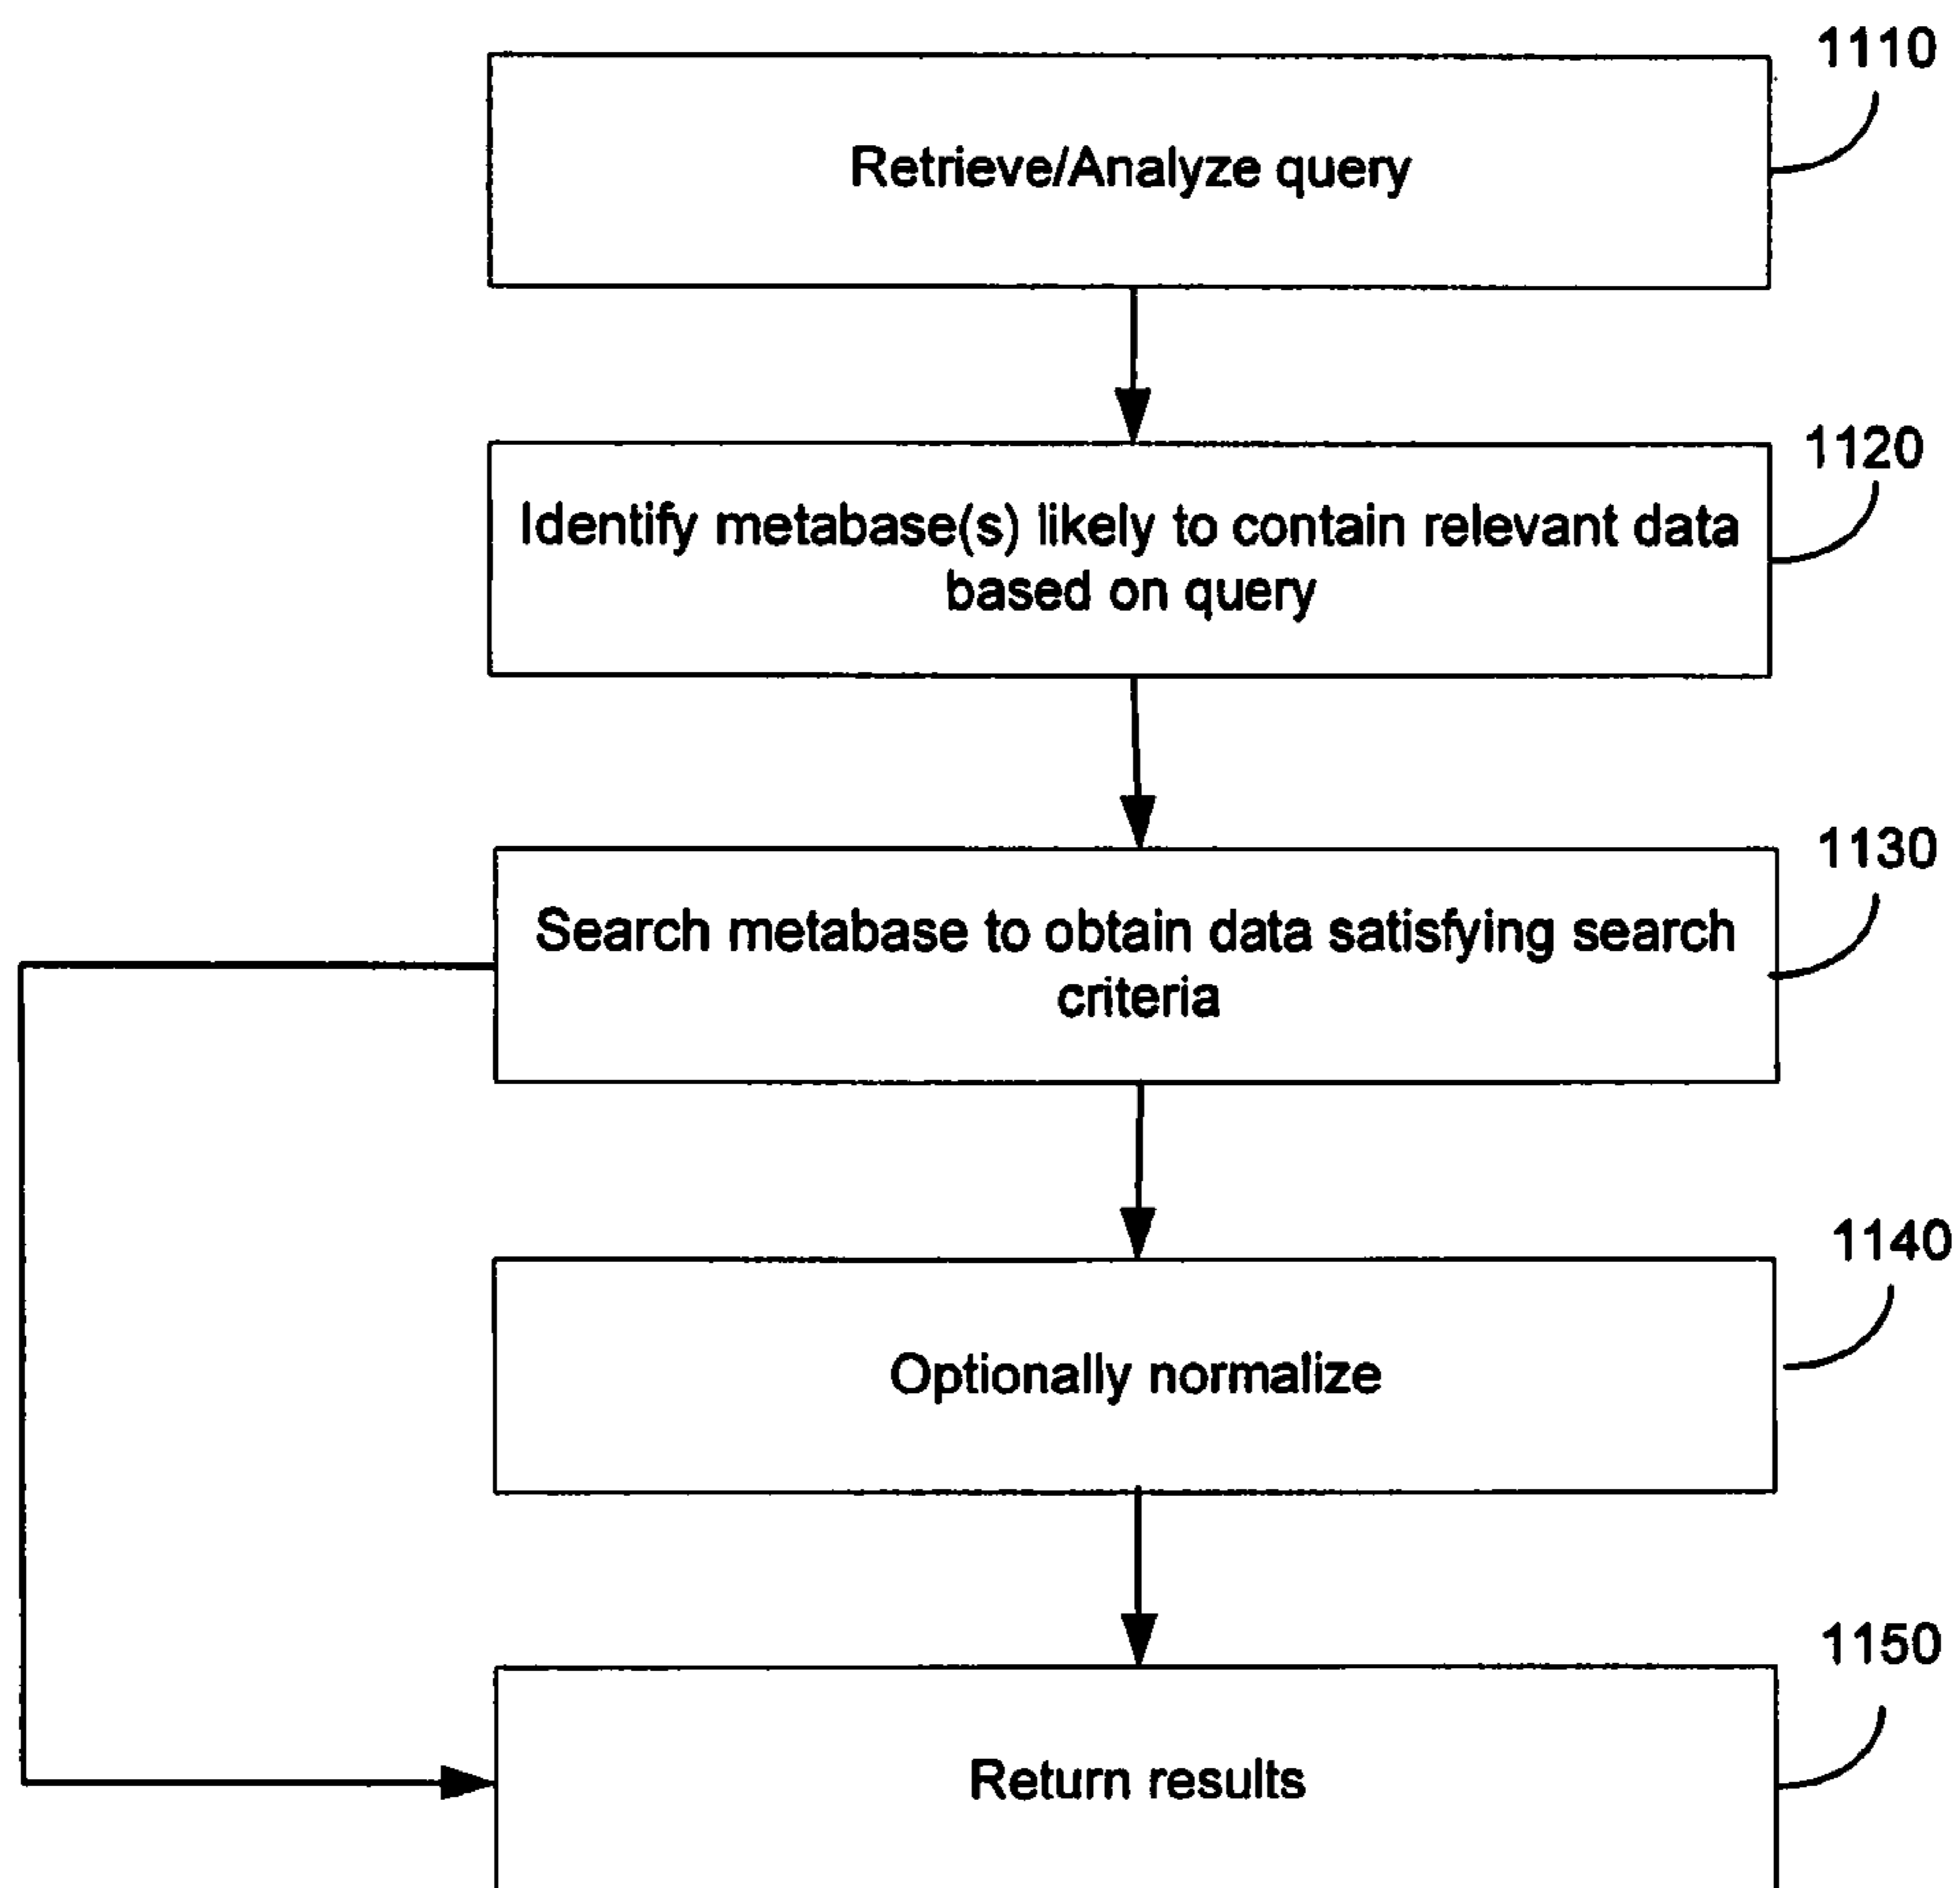 1110
Retrieve/Analyze query
1120
Identify metabase(s) likely to contain relevant data
based on query
1130
Search metabase to obtain data satisfying search
criteria
1140
Optionally normalize
1150
Return results